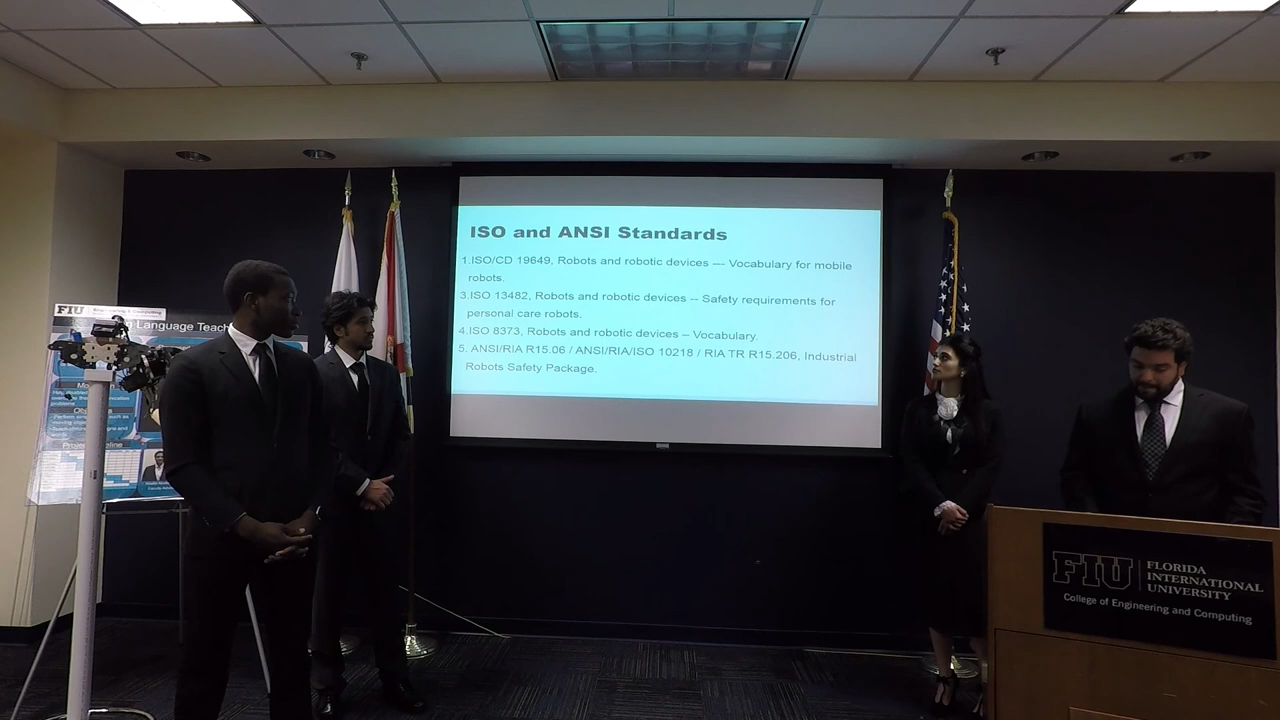 ISO and ANSI Standards
1.ISO/CD 19649, Robots and robotic devices --- Vocabulary for mobile
robots.
3.ISO 13482, Robots and robotic devices -- Safety requirements for
personal care robots.
4.ISO 8373, Robots and robotic devices – Vocabulary.
5. ANSI/RIA R15.06 / ANSI/RIA/ISO 10218 / RIA TR R15.206, Industrial
Robots Safety Package.
FIU Engineering & Computing
Language Teach
FIU
FLORIDA
INTERNATIONAL
UNIVERSITY
College of Engineering and Computing